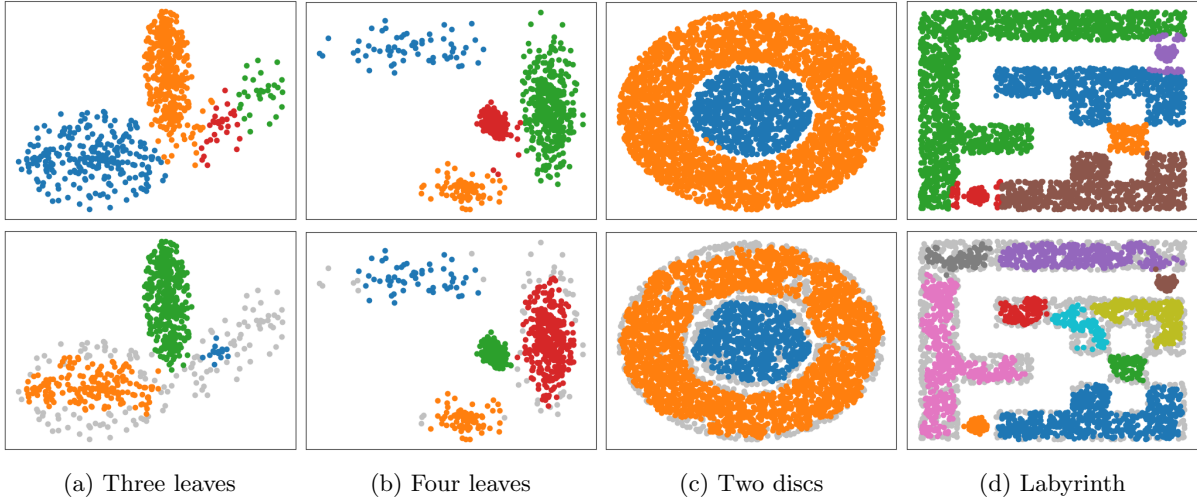 (a) Three leaves
(b) Four leaves
(c) Two discs
(d) Labyrinth